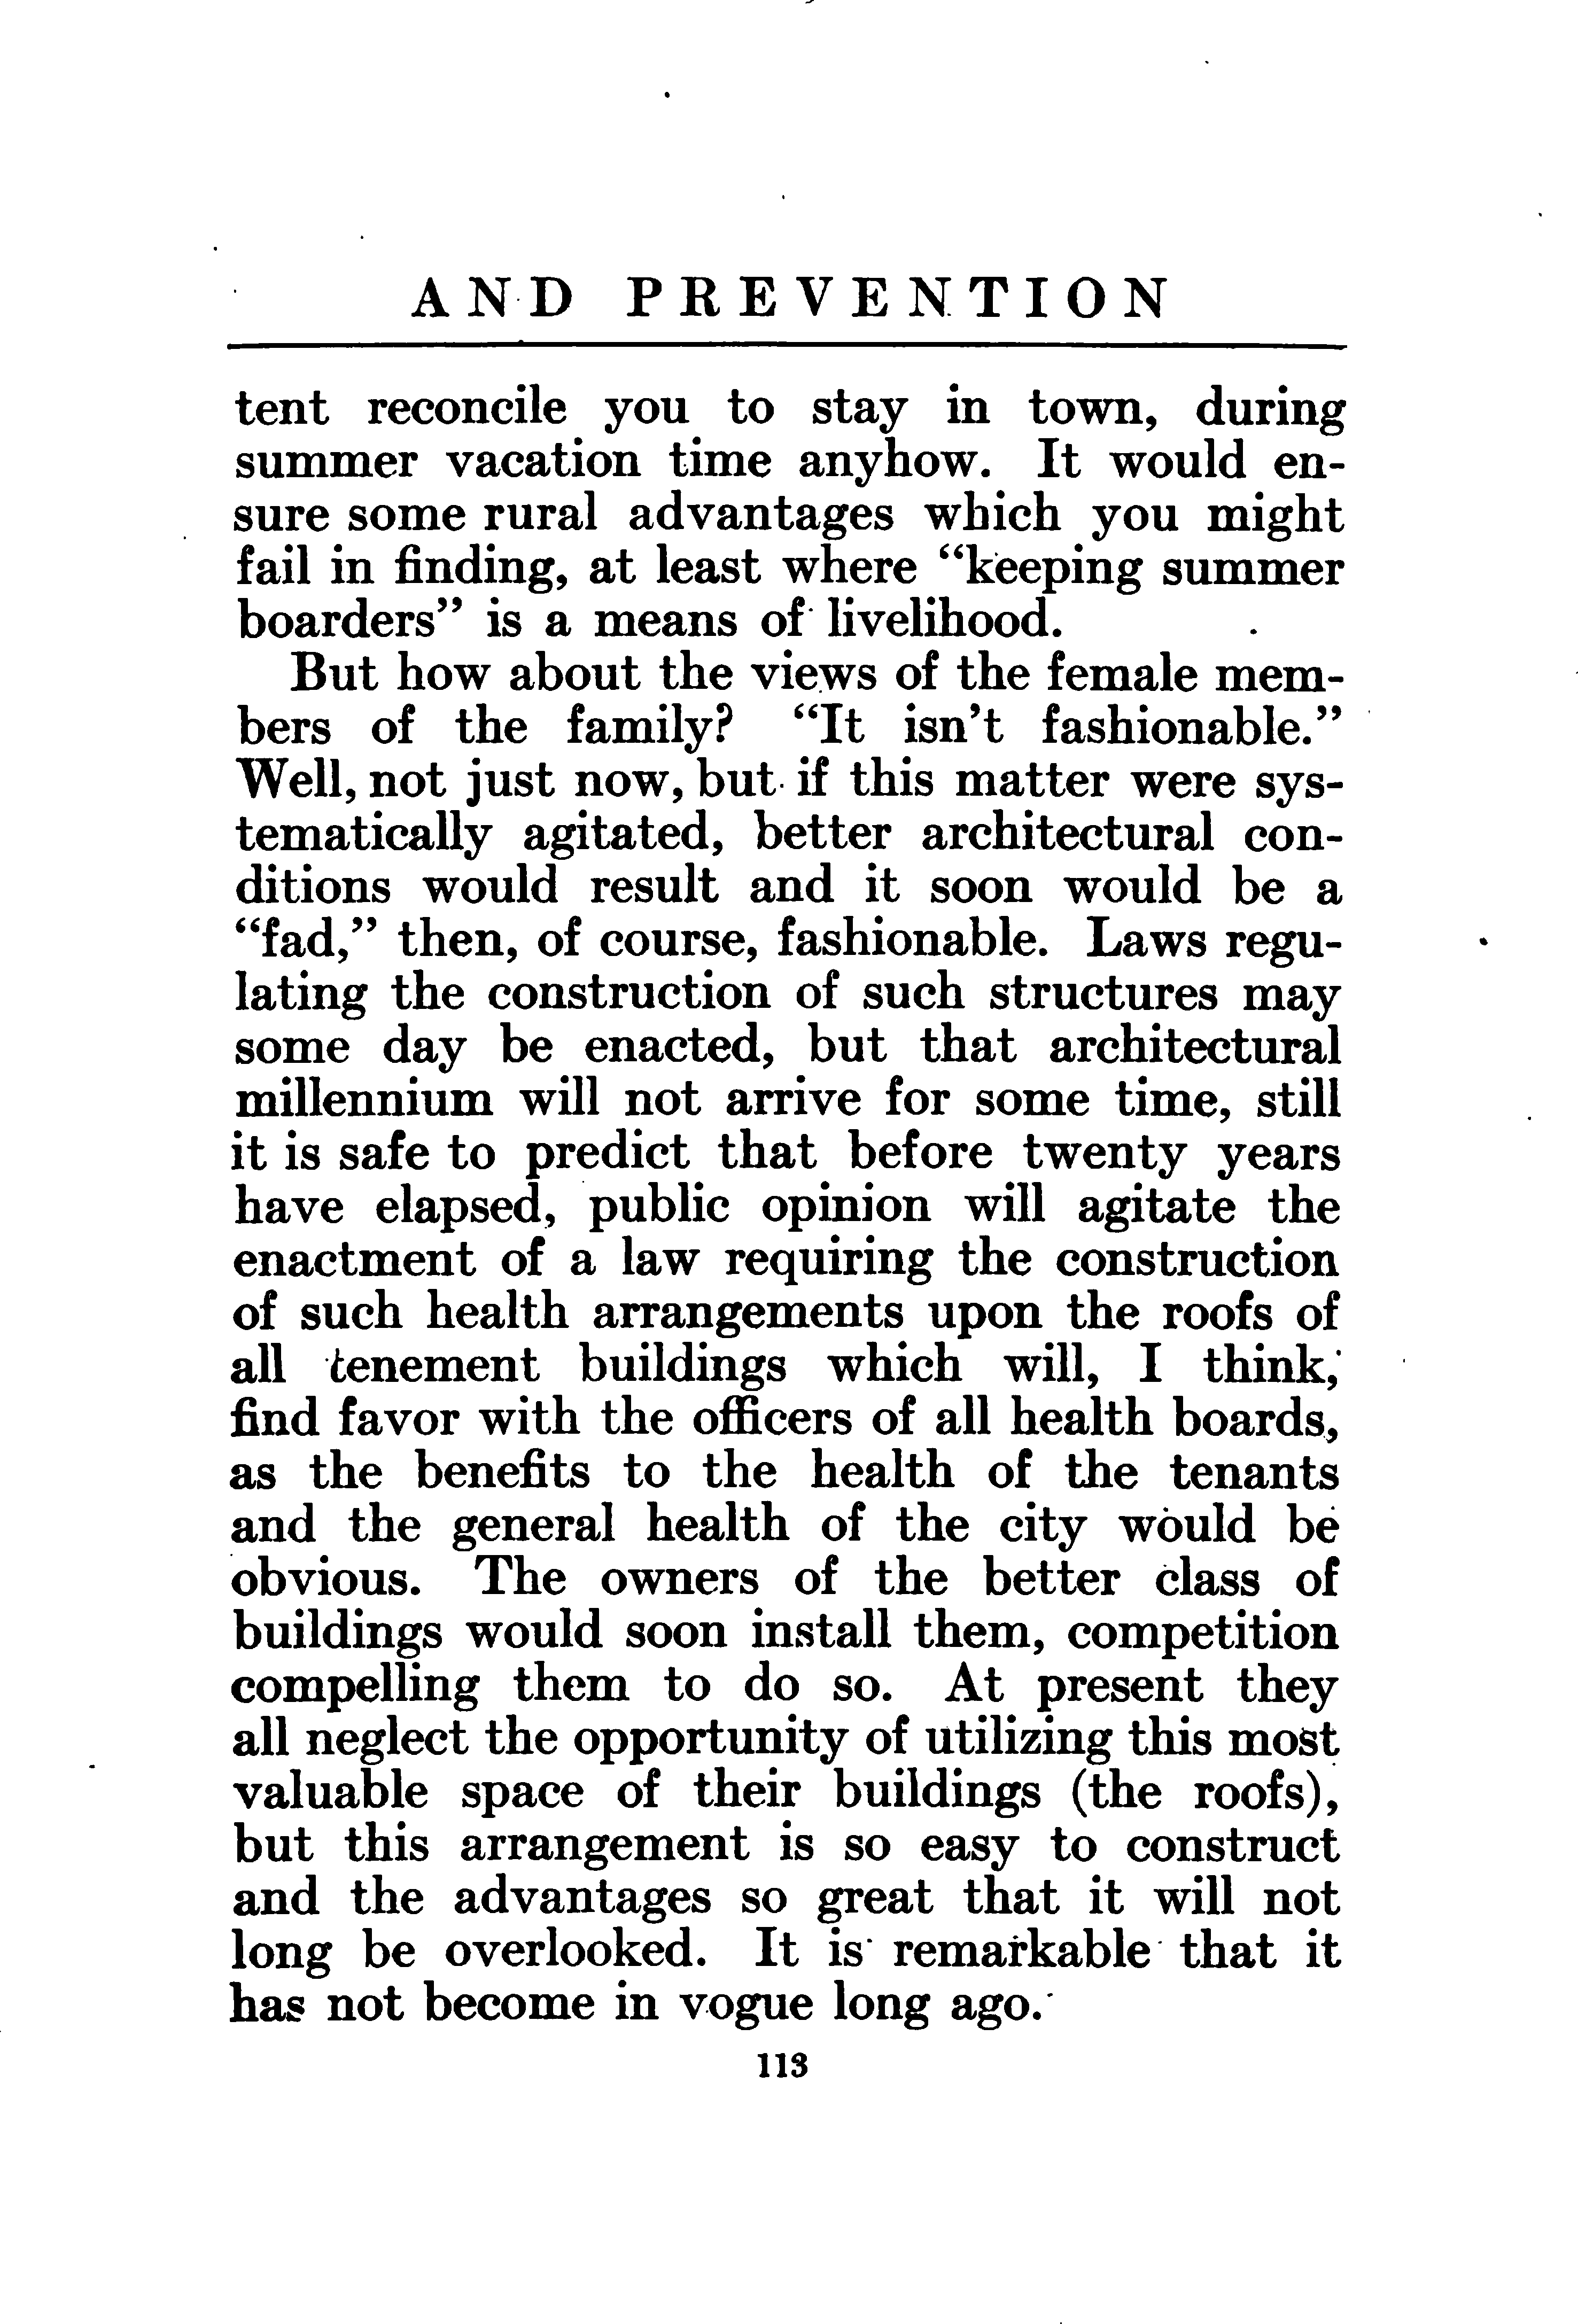 AND PREVENTION
tent reconcile you to stay in town, during
summer vacation time anyhow. It would en-
sure some rural advantages which you might
fail in finding, at least where “keeping summer
boarders” is a means of livelihood.
But how about the views of the female mem-
bers of the family? “It isn’t fashionable.”
Well, not just now, but if this matter were sys-
tematically agitated, better architectural con-
ditions would result and it soon would be a
“fad,” then, of course, fashionable. Laws regu-
lating the construction of such structures may
some day be enacted, but that architectural
millennium will not arrive for some time, still
it is safe to predict that before twenty years
have elapsed, public opinion will agitate the
enactment of a law requiring the construction
of such health arrangements upon the roofs of
all tenement buildings which will, I think,
find favor with the officers of all health boards,
as the benefits to the health of the tenants
and the general health of the city would be
obvious. The owners of the better class of
buildings would soon install them, competition
compelling them to do so. At present they
all neglect the opportunity of utilizing this most
valuable space of their buildings (the roofs),
but this arrangement is so easy to construct
and the advantages so great that it will not
long be overlooked. It is remarkable that it
has not become in vogue long ago.
113